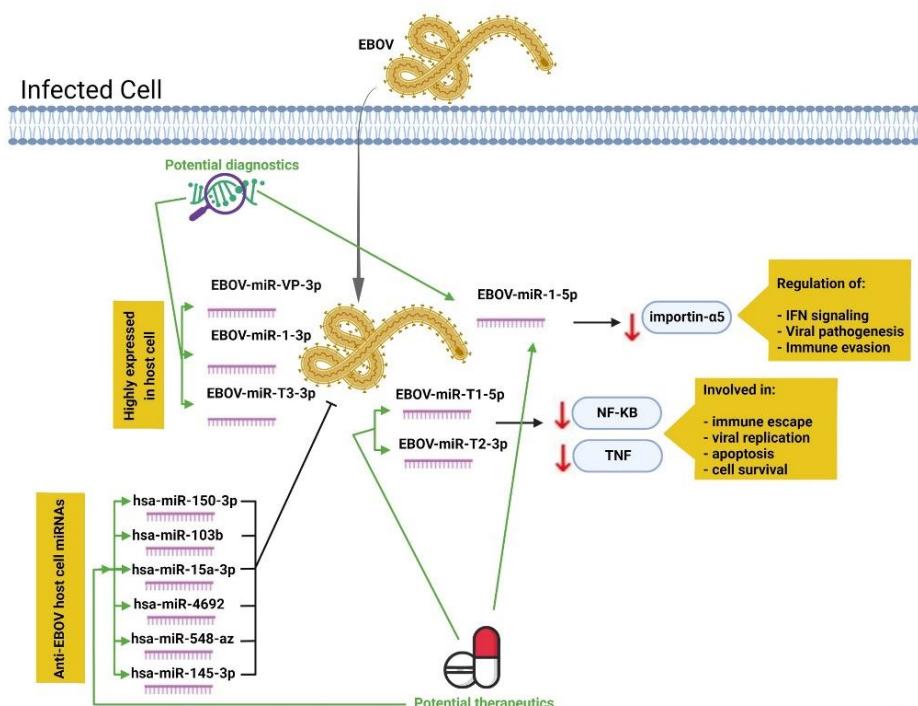 EBOV
Infected Cell
Potential diagnostics
Highly expressed
in host cell
EBOV-miR-VP-3p
EBOV-miR-1-3p
EBOV-miR-T3-3p
EBOV-miR-1-5p
importin-α5
Regulation of:
- IFN signaling
- Viral pathogenesis
- Immune evasion
EBOV-miR-T1-5p
EBOV-miR-T2-3p
NF-KB
TNF
Involved in:
- immune escape
- viral replication
- apoptosis
- cell survival
Anti-EBOV host cell miRNAs
hsa-miR-150-3p
hsa-miR-103b
hsa-miR-15a-3p
hsa-miR-4692
hsa-miR-548-az
hsa-miR-145-3p
Potential therapeutics